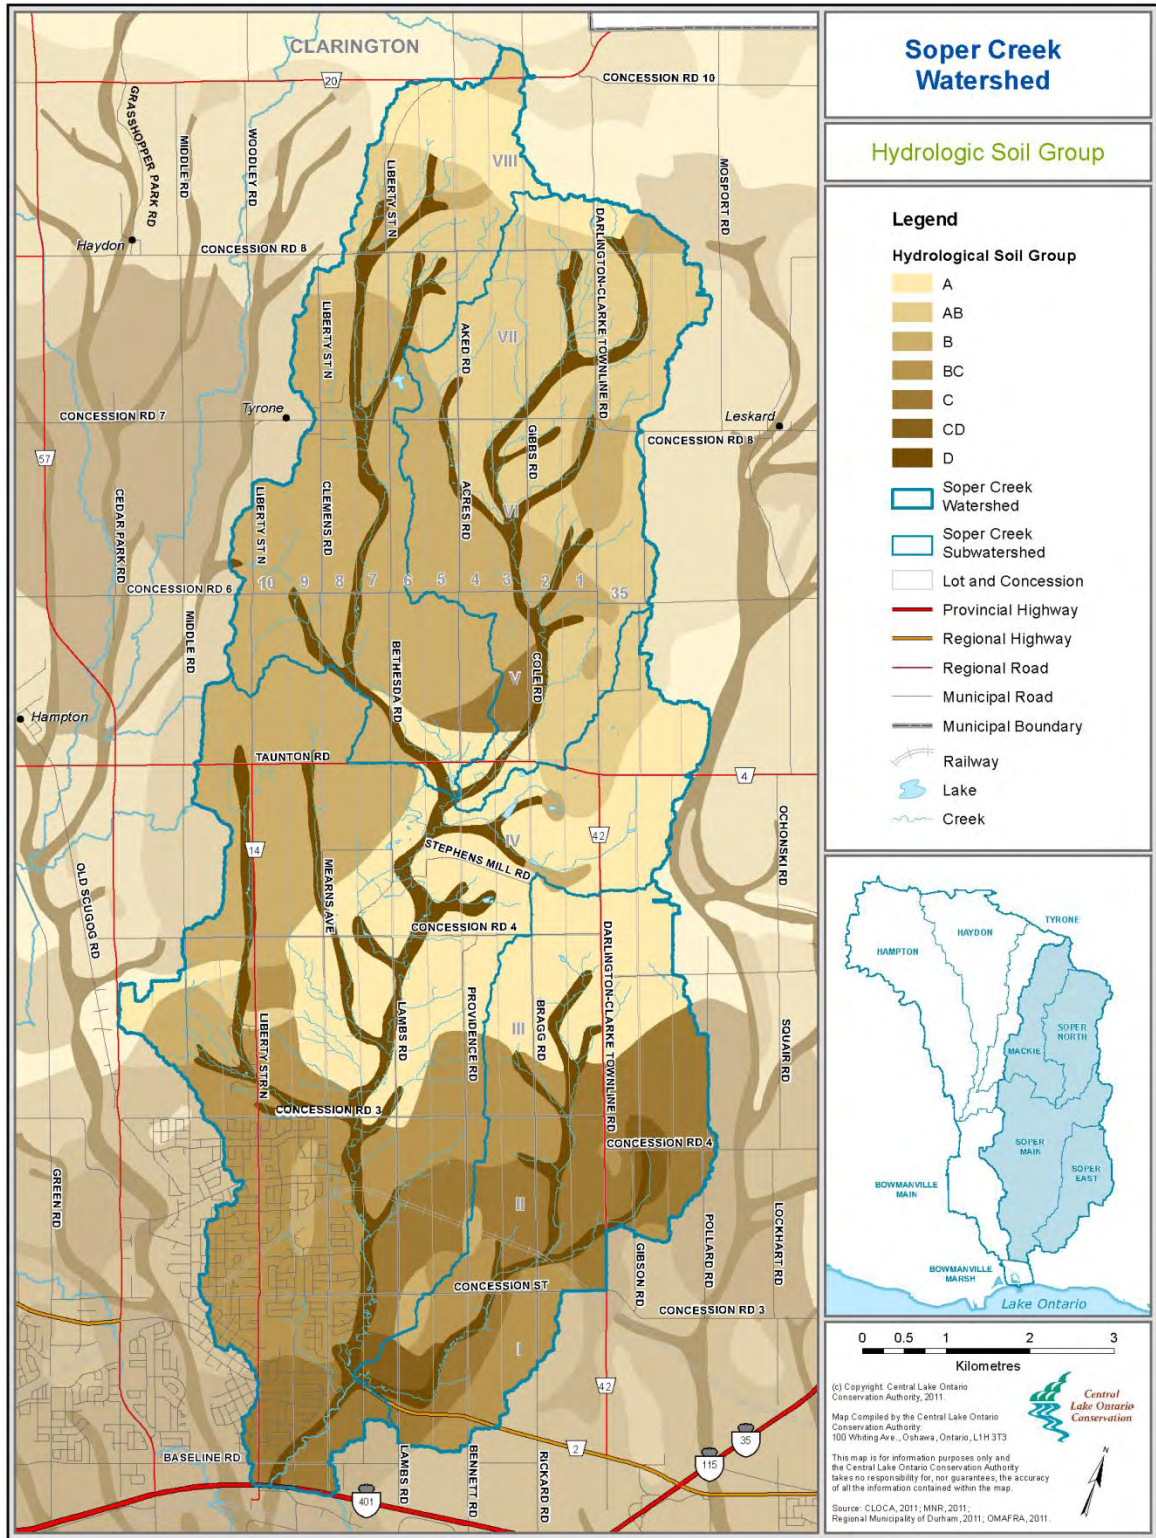 CLARINGTON
20
CONCESSION RD 10
GRASSHOPPER PARK RD
MIDDLE RD
WOODLEY RD
LIBERTY ST N
VIII
MOSPORT RD
DARLINGTON-CLARKE TOWNLINE RD
Haydon
CONCESSION RD 8
LIBERTY ST N
AKED RD
VII
CONCESSION RD 7
Tyrone
Leskard
GIBBS RD
CONCESSION RD 8
57
CEDAR PARK RD
LIBERTY ST N
CLEMENS RD
ACRES RD
VI
CONCESSION RD 6
10
9
8
7
6
5
4
3
2
1
35
MIDDLE RD
BETHESDA RD
V
COLE RD
Hampton
TAUNTON RD
4
14
MEARNS AVE
IV
42
STEPHENS MILL RD
OCHONSKI RD
OLD SCUGOG RD
CONCESSION RD 4
DARLINGTON-CLARKE TOWNLINE RD
LIBERTY STR N
LAMBS RD
PROVIDENCE RD
III
BRAGG RD
SQUAIR RD
CONCESSION RD 3
CONCESSION RD 4
GREEN RD
II
GIBSON RD
POLLARD RD
LOCKHART RD
CONCESSION ST
CONCESSION RD 3
I
42
BASELINE RD
LAMBS RD
BENNETT RD
RICKARD RD
2
401
115
35
Soper Creek
Watershed
Hydrologic Soil Group
Legend
Hydrological Soil Group
A
AB
B
BC
C
CD
D
Soper Creek
Watershed
Soper Creek
Subwatershed
Lot and Concession
Provincial Highway
Regional Highway
Regional Road
Municipal Road
Municipal Boundary
Railway
Lake
Creek
TYRONE
HAYDON
HAMPTON
SOPER
NORTH
MACKIE
SOPER
MAIN
SOPER
EAST
BOWMANVILLE
MAIN
BOWMANVILLE
MARSH
Lake Ontario
0 0.5 1 2 3
Kilometres
(c) Copyright. Central Lake Ontario
Conservation Authority, 2011.
Map Compiled by the Central Lake Ontario
Conservation Authority:
100 Whiting Ave., Oshawa, Ontario, L1H 3T3
This map is for information purposes only and
the Central Lake Ontario Conservation Authority
takes no responsibility for, nor guarantees, the accuracy
of all the information contained within the map.
Source: CLOCA, 2011; MNR, 2011;
Regional Municipality of Durham, 2011; OMAFRA, 2011.
Central
Lake Ontario
Conservation
N